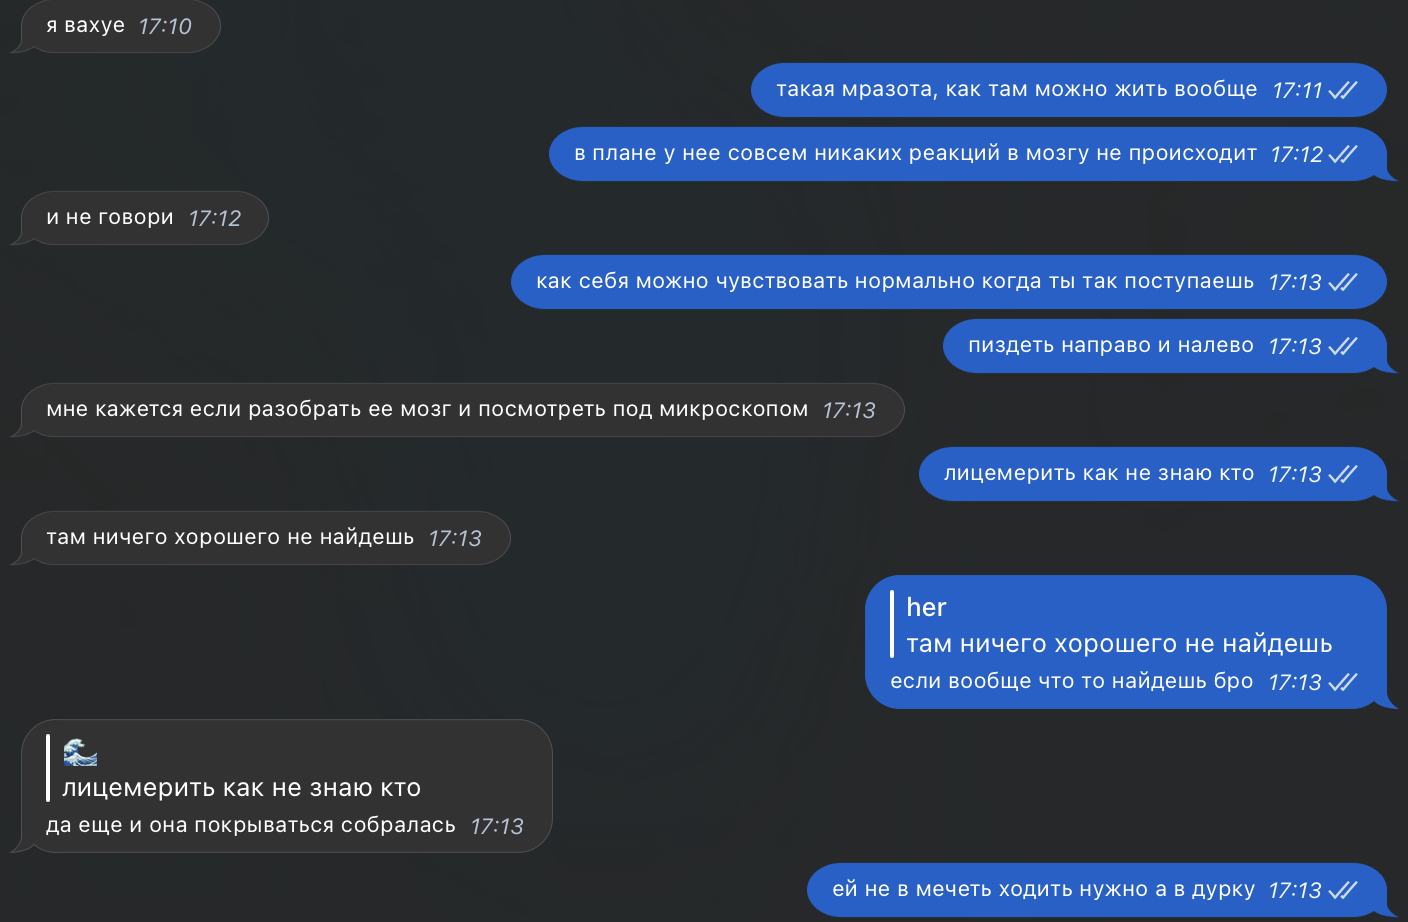 я вахуе 17:10
такая мразота, как там можно жить вообще 17:11
в плане у нее совсем никаких реакций в мозгу не происходит 17:12
и не говори 17:12
как себя можно чувствовать нормально когда ты так поступаешь 17:13
пиздеть направо и налево 17:13
мне кажется если разобрать ее мозг и посмотреть под микроскопом 17:13
лицемерить как не знаю кто 17:13
там ничего хорошего не найдешь 17:13
her
там ничего хорошего не найдешь
если вообще что то найдешь бро 17:13
🌊
лицемерить как не знаю кто
да еще и она покрываться собралась 17:13
ей не в мечеть ходить нужно а в дурку 17:13